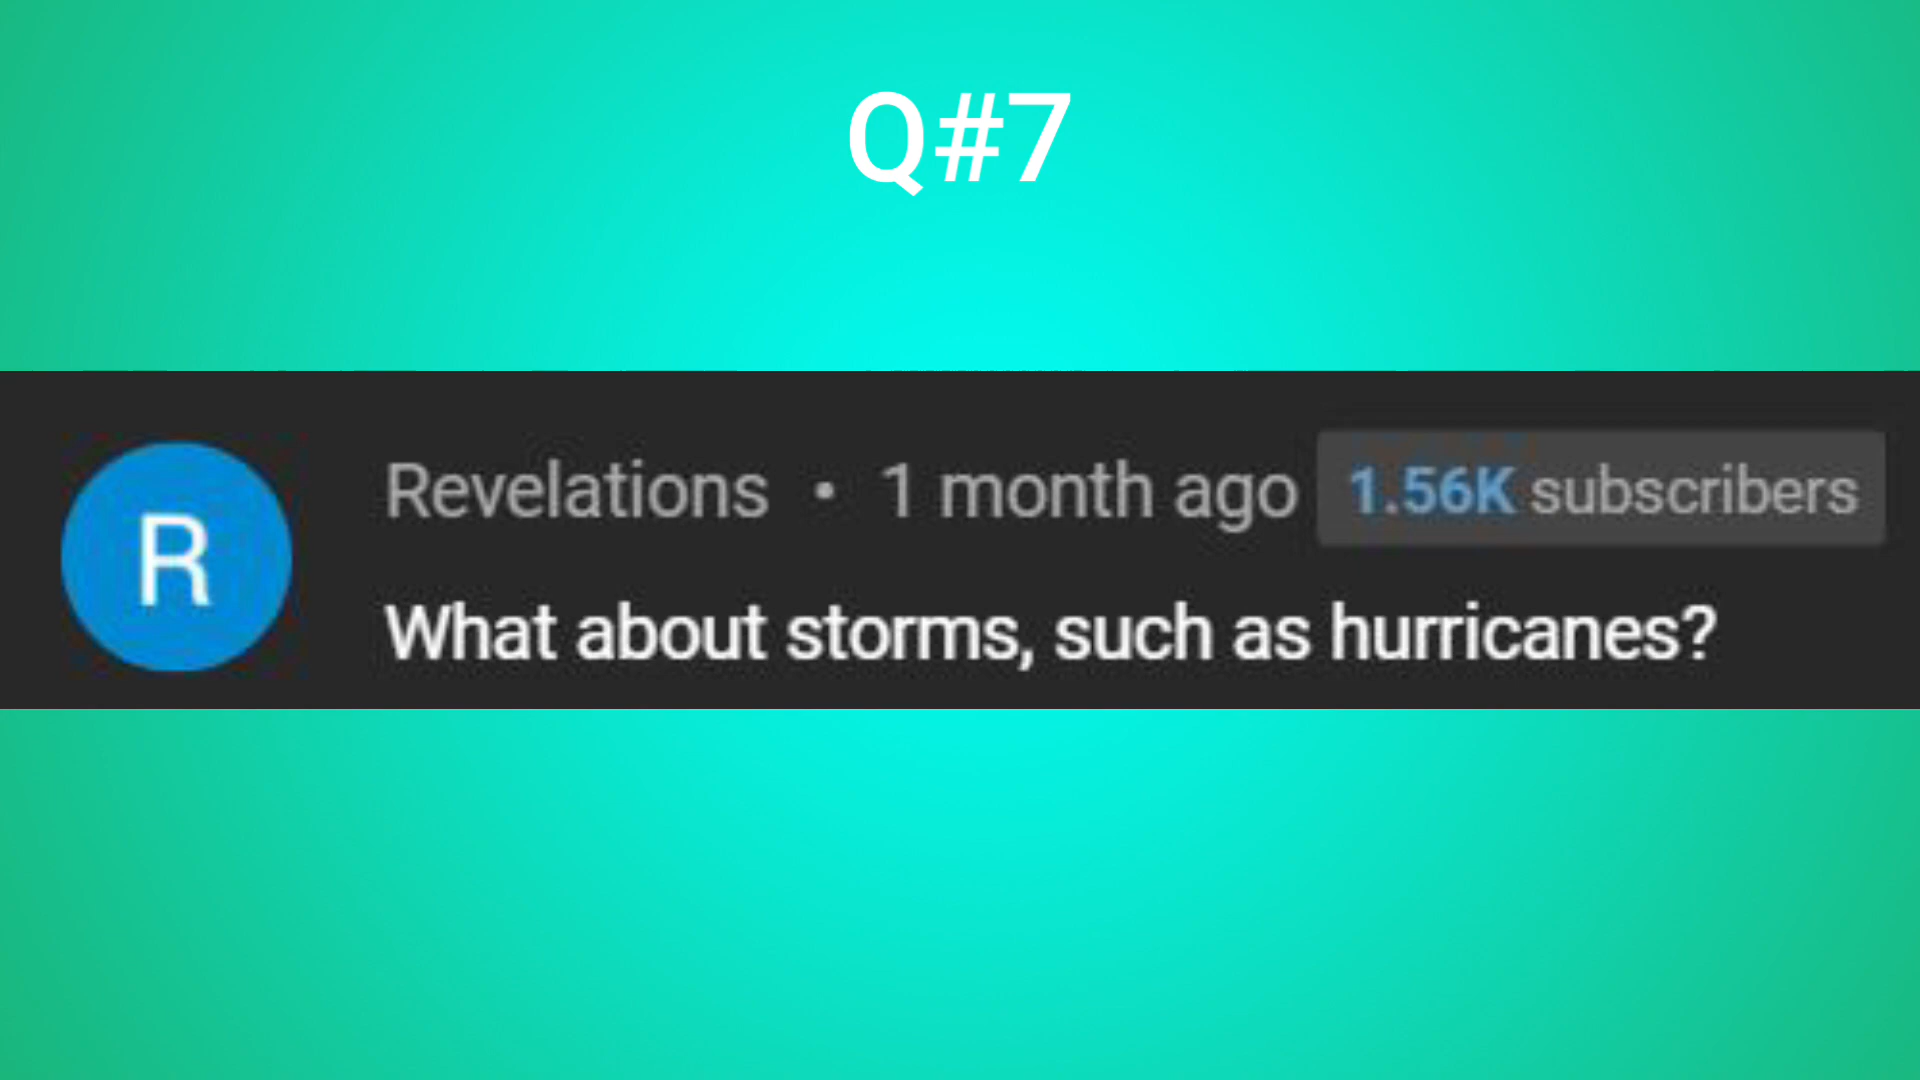 Q#7
Revelations • 1 month ago 1.56K subscribers
R
What about storms, such as hurricanes?